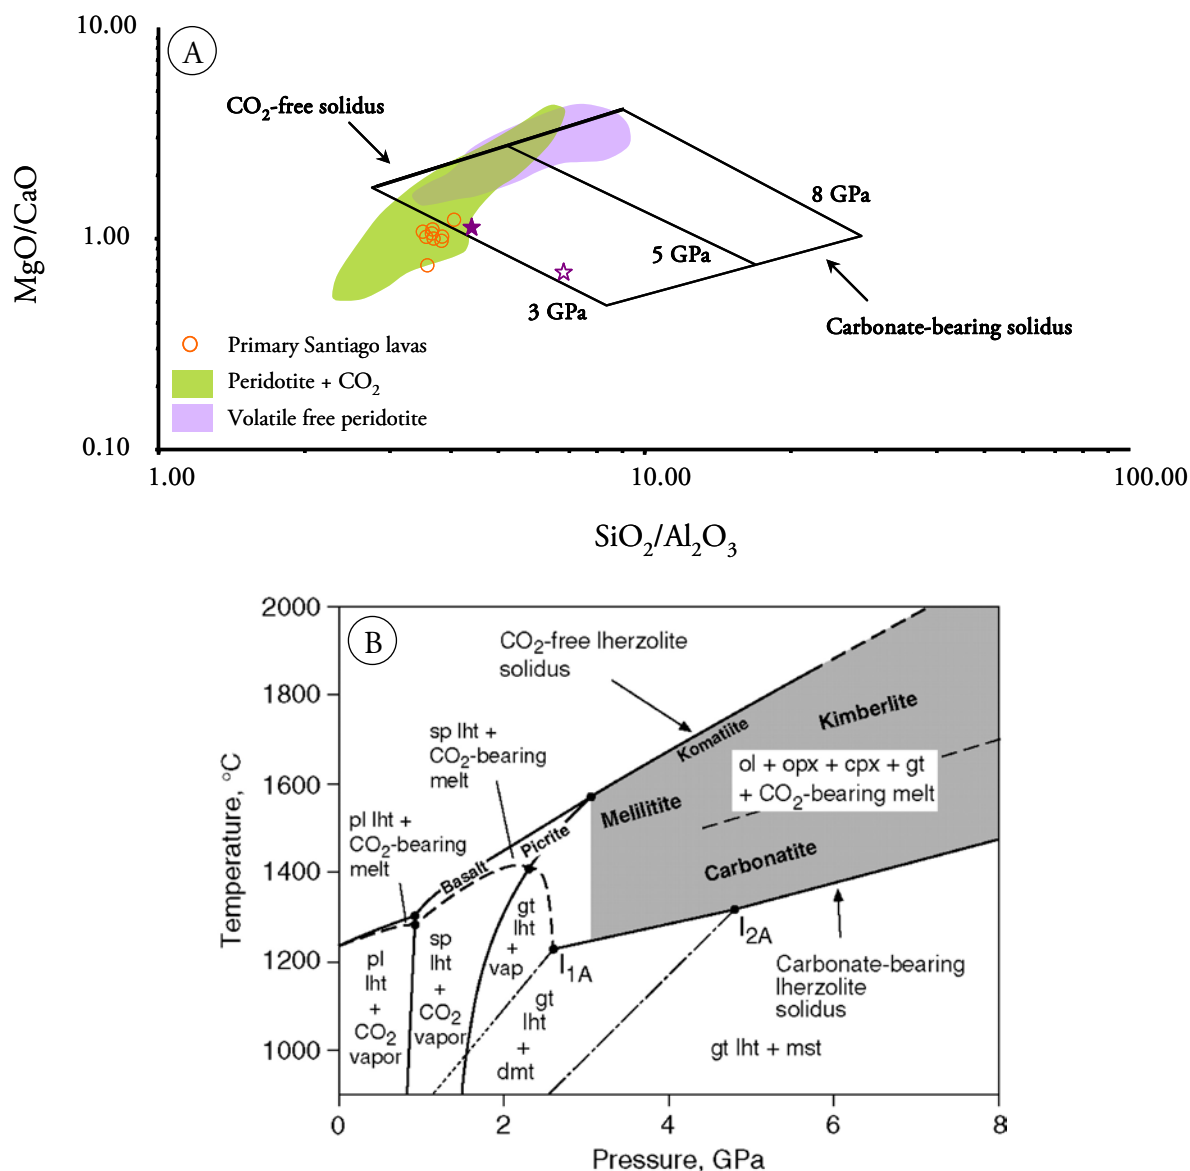 10.00
A
CO2-free solidus
MgO/CaO
8 GPa
1.00
5 GPa
3 GPa
Carbonate-bearing solidus
Primary Santiago lavas
Peridotite + CO2
Volatile free peridotite
0.10
1.00
10.00
100.00
SiO2/Al2O3
2000
B
CO2-free lherzolite
solidus
1800
sp lht +
CO2-bearing
melt
Komatiite
Kimberlite
ol + opx + cpx + gt
+ CO2-bearing melt
1600
Melilitite
pl lht +
CO2-bearing
melt
Picrite
Basalt
Carbonatite
1400
Temperature, °C
gt
lht
+
vap
sp
lht
+
CO2
vapor
I2A
1200
pl
lht
+
CO2
vapor
I1A
Carbonate-bearing
lherzolite
solidus
gt
lht
+
dmt
gt lht + mst
1000
0
2
4
6
8
Pressure, GPa